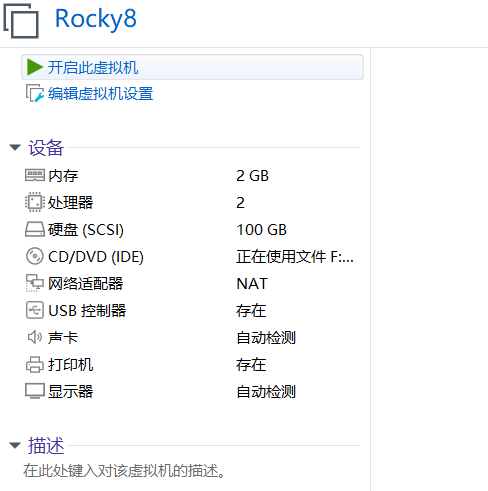 Rocky8
开启此虚拟机
编辑虚拟机设置
设备
内存 2 GB
处理器 2
硬盘 (SCSI) 100 GB
CD/DVD (IDE) 正在使用文件 F:...
网络适配器 NAT
USB 控制器 存在
声卡 自动检测
打印机 存在
显示器 自动检测
描述
在此处键入对该虚拟机的描述。